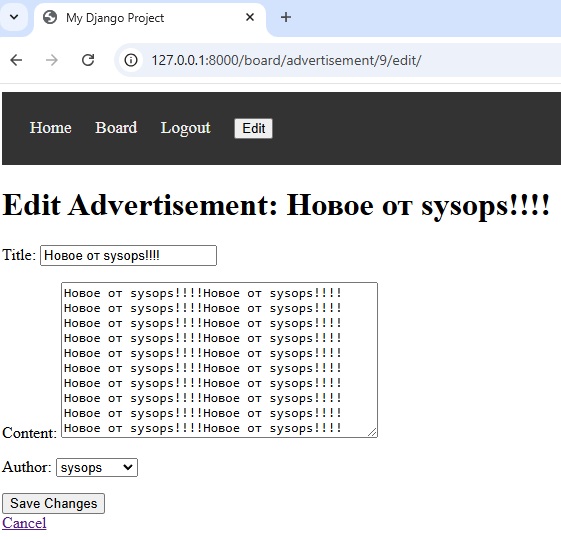 My Django Project
127.0.0.1:8000/board/advertisement/9/edit/
Home Board Logout Edit
Edit Advertisement: Новое от sysops!!!!
Title: Новое от sysops!!!!
Новое от sysops!!!!Новое от sysops!!!!
Новое от sysops!!!!Новое от sysops!!!!
Новое от sysops!!!!Новое от sysops!!!!
Новое от sysops!!!!Новое от sysops!!!!
Новое от sysops!!!!Новое от sysops!!!!
Новое от sysops!!!!Новое от sysops!!!!
Новое от sysops!!!!Новое от sysops!!!!
Новое от sysops!!!!Новое от sysops!!!!
Новое от sysops!!!!Новое от sysops!!!!
Content: Новое от sysops!!!!Новое от sysops!!!!
Author: sysops
Save Changes
Cancel